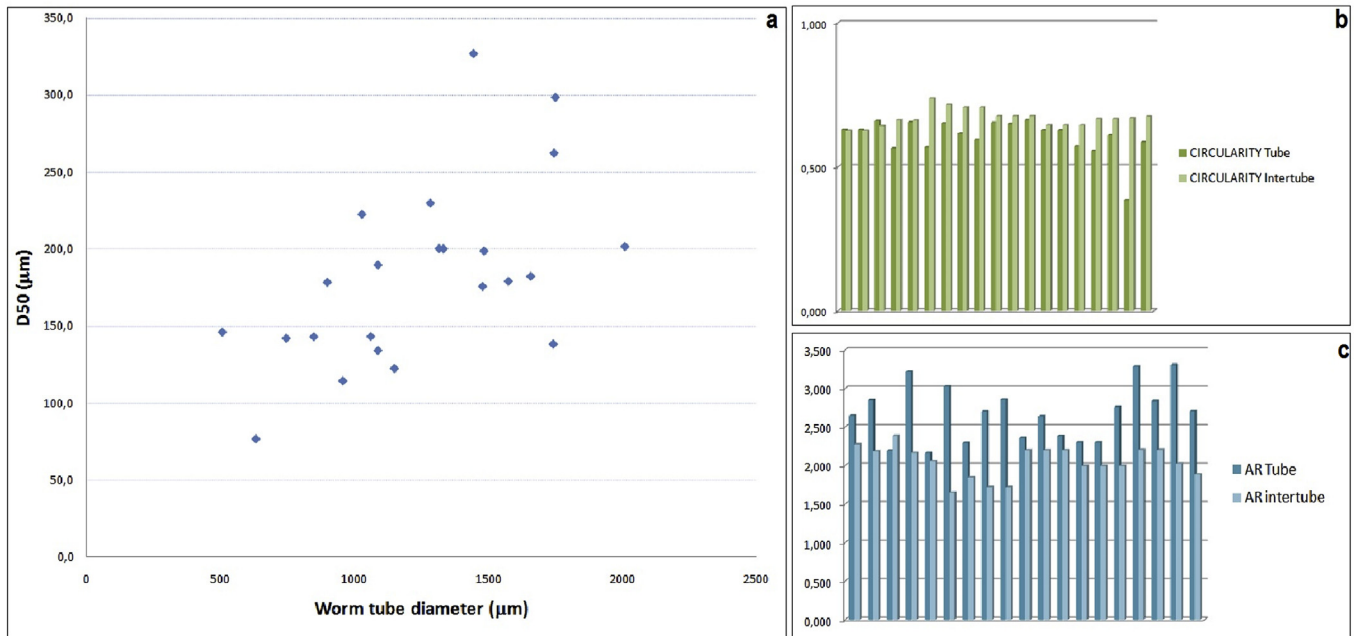 a
350,0
300,0
250,0
200,0
150,0
100,0
50,0
0,0
D50 (µm)
0 500 1000 1500 2000 2500
Worm tube diameter (µm)
b
1,000
0,500
0,000
CIRCULARITY Tube
CIRCULARITY Intertube
c
3,500
3,000
2,500
2,000
1,500
1,000
0,500
0,000
AR Tube
AR intertube